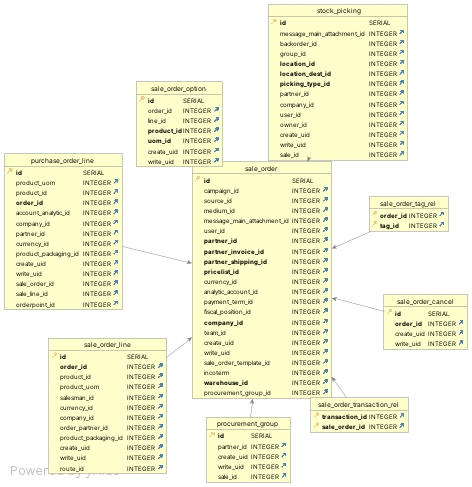 stock_picking
id SERIAL
message_main_attachment_id INTEGER
backorder_id INTEGER
group_id INTEGER
location_id INTEGER
location_dest_id INTEGER
picking_type_id INTEGER
partner_id INTEGER
company_id INTEGER
user_id INTEGER
owner_id INTEGER
create_uid INTEGER
write_uid INTEGER
sale_id INTEGER
sale_order_option
id SERIAL
order_id INTEGER
line_id INTEGER
product_id INTEGER
uom_id INTEGER
create_uid INTEGER
write_uid INTEGER
purchase_order_line
id SERIAL
product_uom INTEGER
product_id INTEGER
order_id INTEGER
account_analytic_id INTEGER
company_id INTEGER
partner_id INTEGER
currency_id INTEGER
product_packaging_id INTEGER
create_uid INTEGER
write_uid INTEGER
sale_order_id INTEGER
sale_line_id INTEGER
orderpoint_id INTEGER
sale_order
id SERIAL
campaign_id INTEGER
source_id INTEGER
medium_id INTEGER
message_main_attachment_id INTEGER
user_id INTEGER
partner_id INTEGER
partner_invoice_id INTEGER
partner_shipping_id INTEGER
pricelist_id INTEGER
currency_id INTEGER
analytic_account_id INTEGER
payment_term_id INTEGER
fiscal_position_id INTEGER
company_id INTEGER
team_id INTEGER
create_uid INTEGER
write_uid INTEGER
sale_order_template_id INTEGER
incoterm INTEGER
warehouse_id INTEGER
procurement_group_id INTEGER
sale_order_tag_rel
order_id INTEGER
tag_id INTEGER
sale_order_cancel
id SERIAL
order_id INTEGER
create_uid INTEGER
write_uid INTEGER
sale_order_line
id SERIAL
order_id INTEGER
product_id INTEGER
product_uom INTEGER
salesman_id INTEGER
currency_id INTEGER
company_id INTEGER
order_partner_id INTEGER
product_packaging_id INTEGER
create_uid INTEGER
write_uid INTEGER
route_id INTEGER
sale_order_transaction_rel
transaction_id INTEGER
sale_order_id INTEGER
procurement_group
id SERIAL
partner_id INTEGER
create_uid INTEGER
write_uid INTEGER
sale_id INTEGER
Powered by